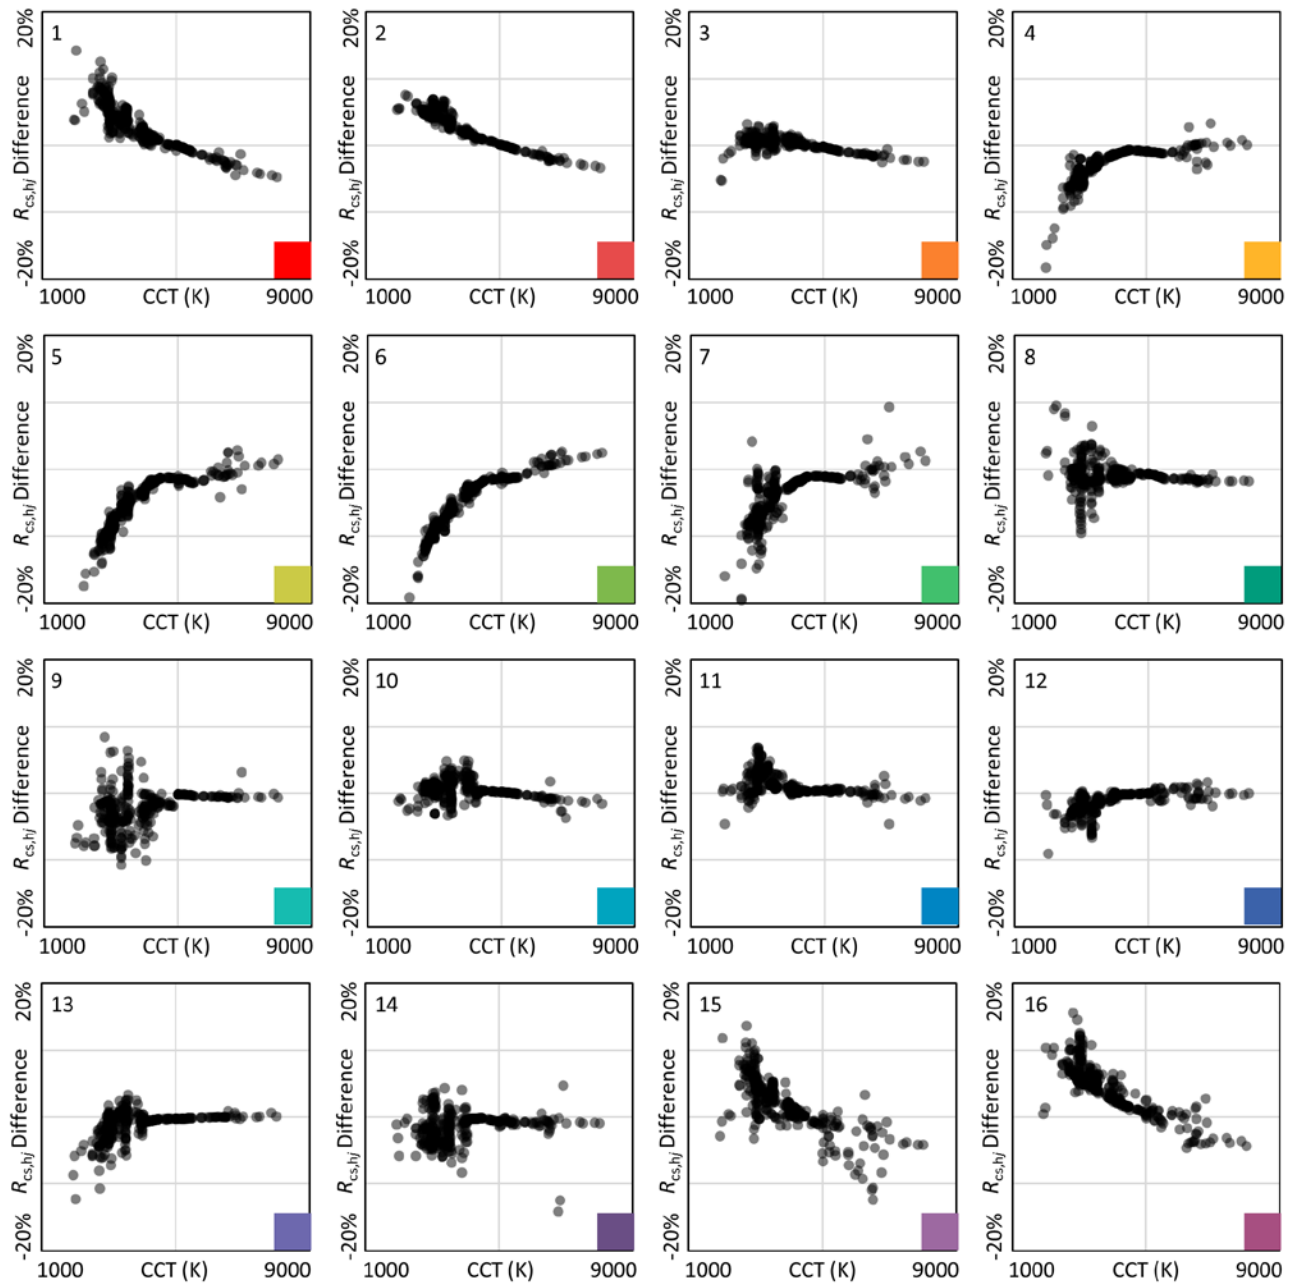 20%
1
R_cs,hj Difference
-20%
1000 CCT (K) 9000
20%
2
R_cs,hj Difference
-20%
1000 CCT (K) 9000
20%
3
R_cs,hj Difference
-20%
1000 CCT (K) 9000
20%
4
R_cs,hj Difference
-20%
1000 CCT (K) 9000
20%
5
R_cs,hj Difference
-20%
1000 CCT (K) 9000
20%
6
R_cs,hj Difference
-20%
1000 CCT (K) 9000
20%
7
R_cs,hj Difference
-20%
1000 CCT (K) 9000
20%
8
R_cs,hj Difference
-20%
1000 CCT (K) 9000
20%
9
R_cs,hj Difference
-20%
1000 CCT (K) 9000
20%
10
R_cs,hj Difference
-20%
1000 CCT (K) 9000
20%
11
R_cs,hj Difference
-20%
1000 CCT (K) 9000
20%
12
R_cs,hj Difference
-20%
1000 CCT (K) 9000
20%
13
R_cs,hj Difference
-20%
1000 CCT (K) 9000
20%
14
R_cs,hj Difference
-20%
1000 CCT (K) 9000
20%
15
R_cs,hj Difference
-20%
1000 CCT (K) 9000
20%
16
R_cs,hj Difference
-20%
1000 CCT (K) 9000